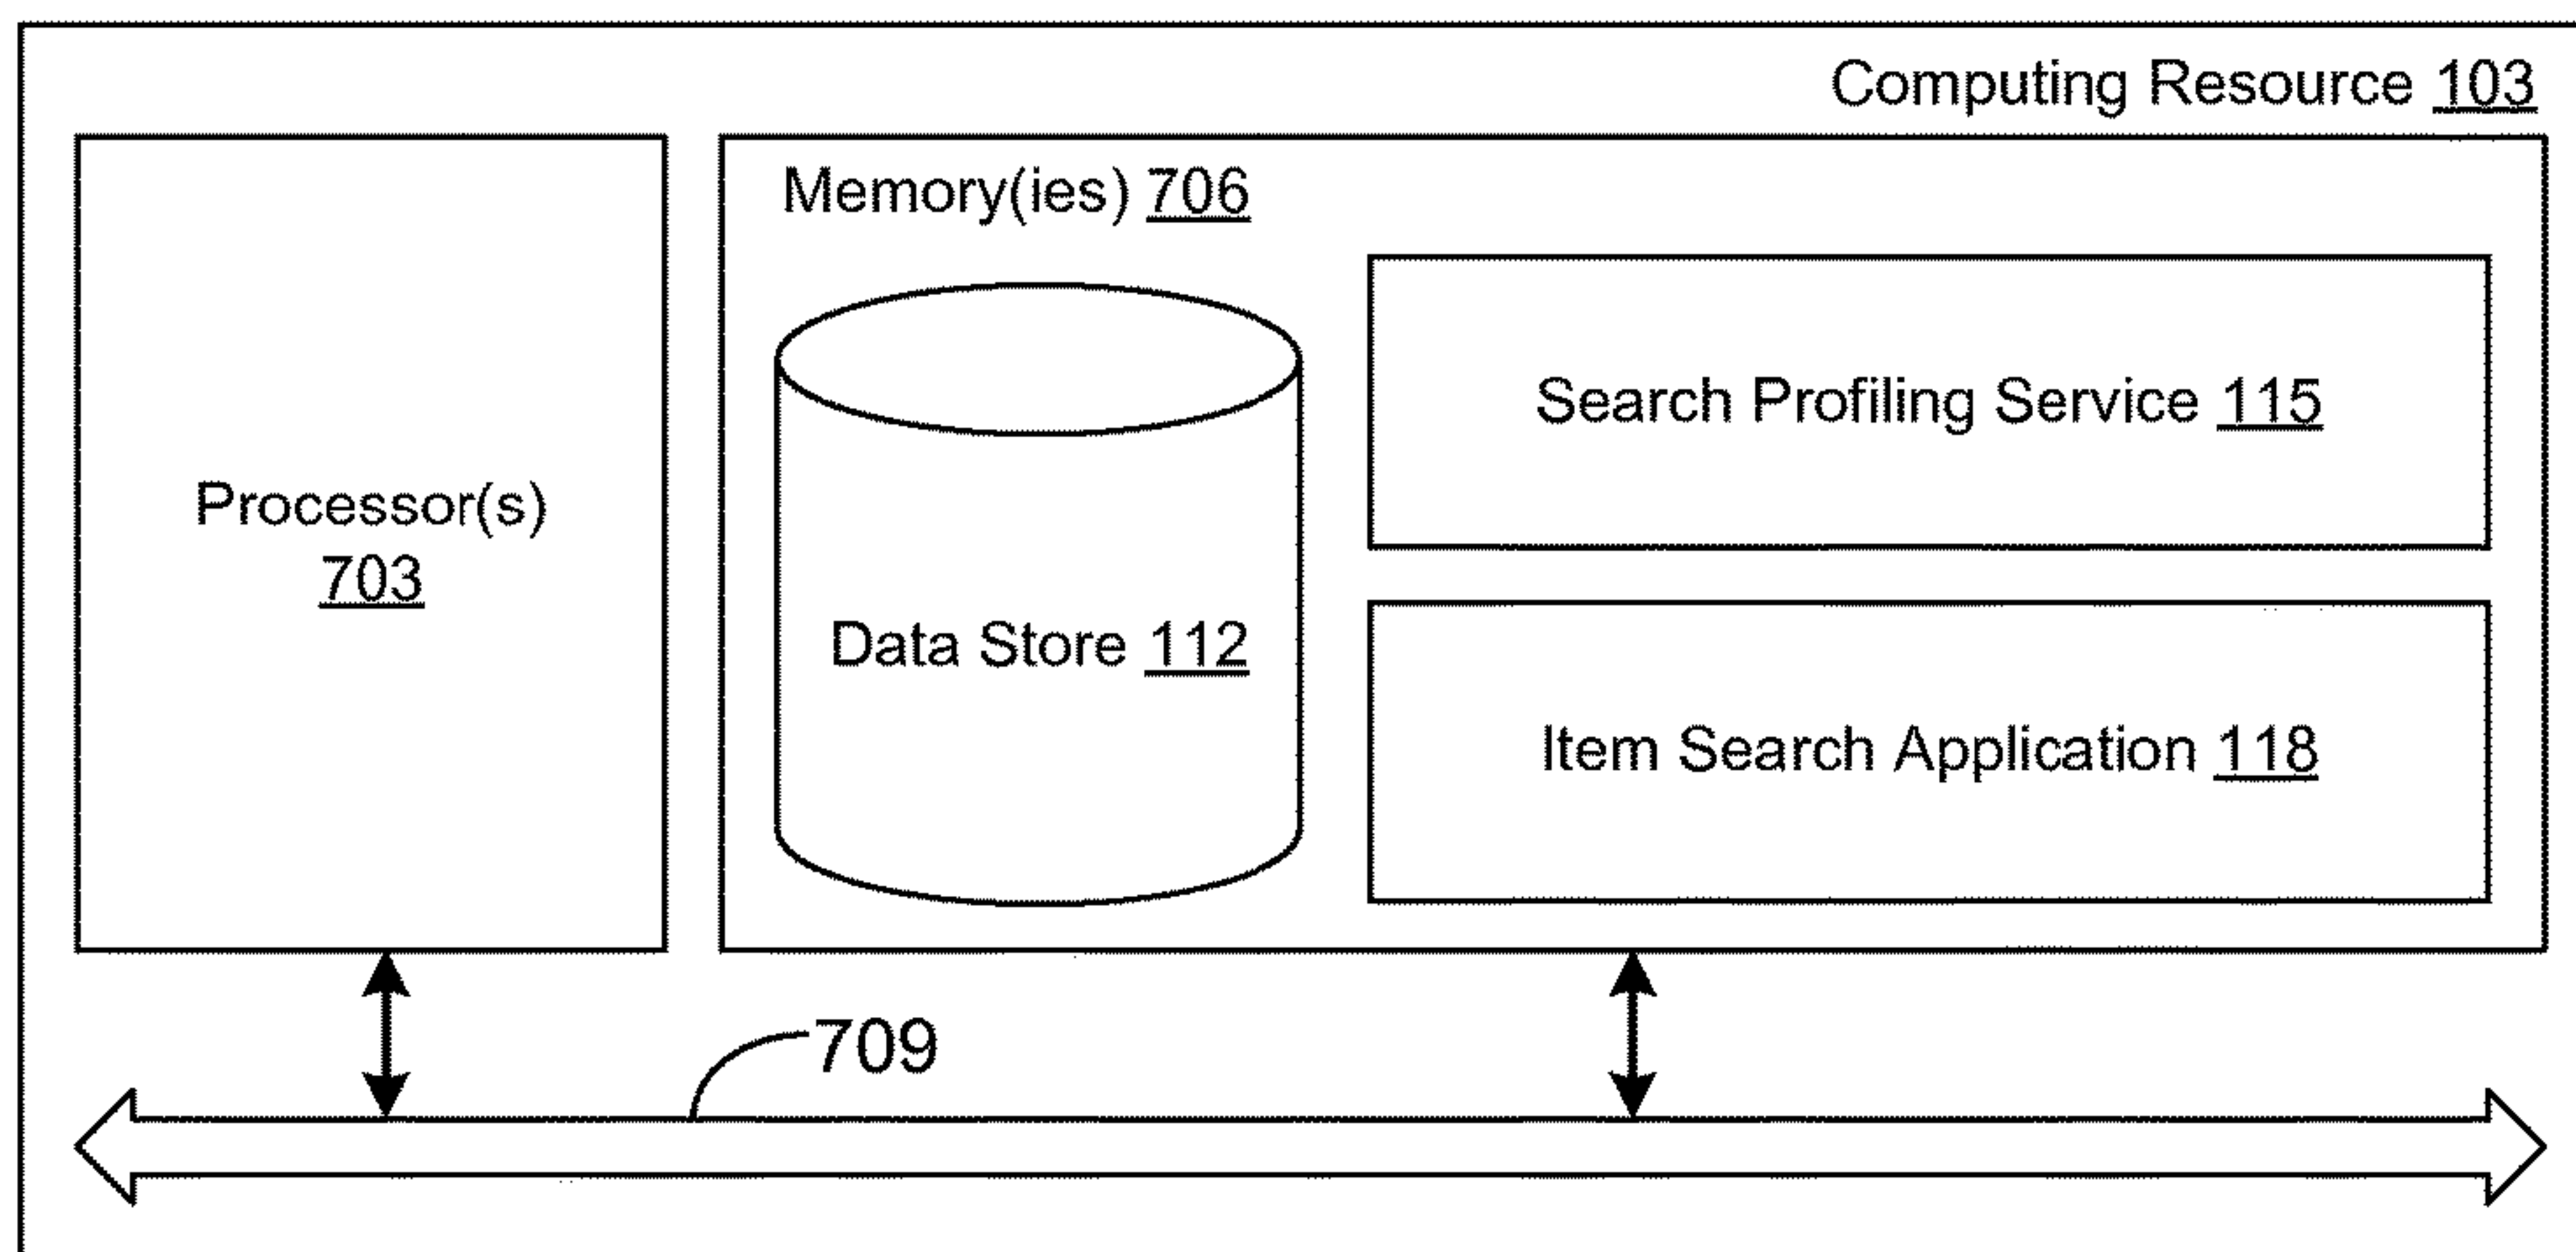 Computing Resource 103
Memory(ies) 706
Processor(s)
703
Data Store 112
Search Profiling Service 115
Item Search Application 118
709